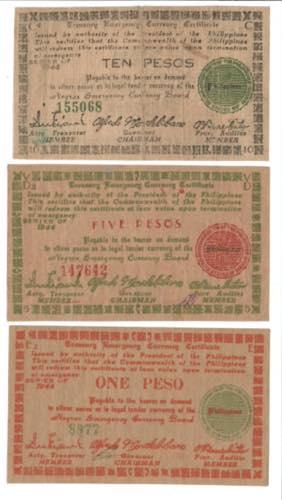 Treasury Emergency Currency Certificate
Issued by authority of the President of the Philippines
This certifies that the Commonwealth of the Philippines
will redeem this certificate at face value upon termination
of emergency
SERIES OF
1944
TEN PESOS
Payable to the bearer on demand
in silver pesos or in legal tender currency of the
Negros Emergency Currency Board
155068
Philippines
Actg. Treasurer Governor Prov. Auditor
MEMBER CHAIRMAN MEMBER
Treasury Emergency Currency Certificate
Issued by authority of the President of the Philippines
This certifies that the Commonwealth of the Philippines
will redeem this certificate at face value upon termination
of emergency
SERIES OF
1944
FIVE PESOS
Payable to the bearer on demand
in silver pesos or in legal tender currency of the
Negros Emergency Currency Board
147642
Actg. Treasurer Governor Prov. Auditor
MEMBER CHAIRMAN MEMBER
Treasury Emergency Currency Certificate
Issued by authority of the President of the Philippines
This certifies that the Commonwealth of the Philippines
will redeem this certificate at face value upon termination
of emergency
SERIES OF
1944
ONE PESO
Payable to the bearer on demand
in silver pesos or in legal tender currency of the
Negros Emergency Currency Board
Philippines
8877
Actg. Treasurer Governor Prov. Auditor
MEMBER CHAIRMAN MEMBER